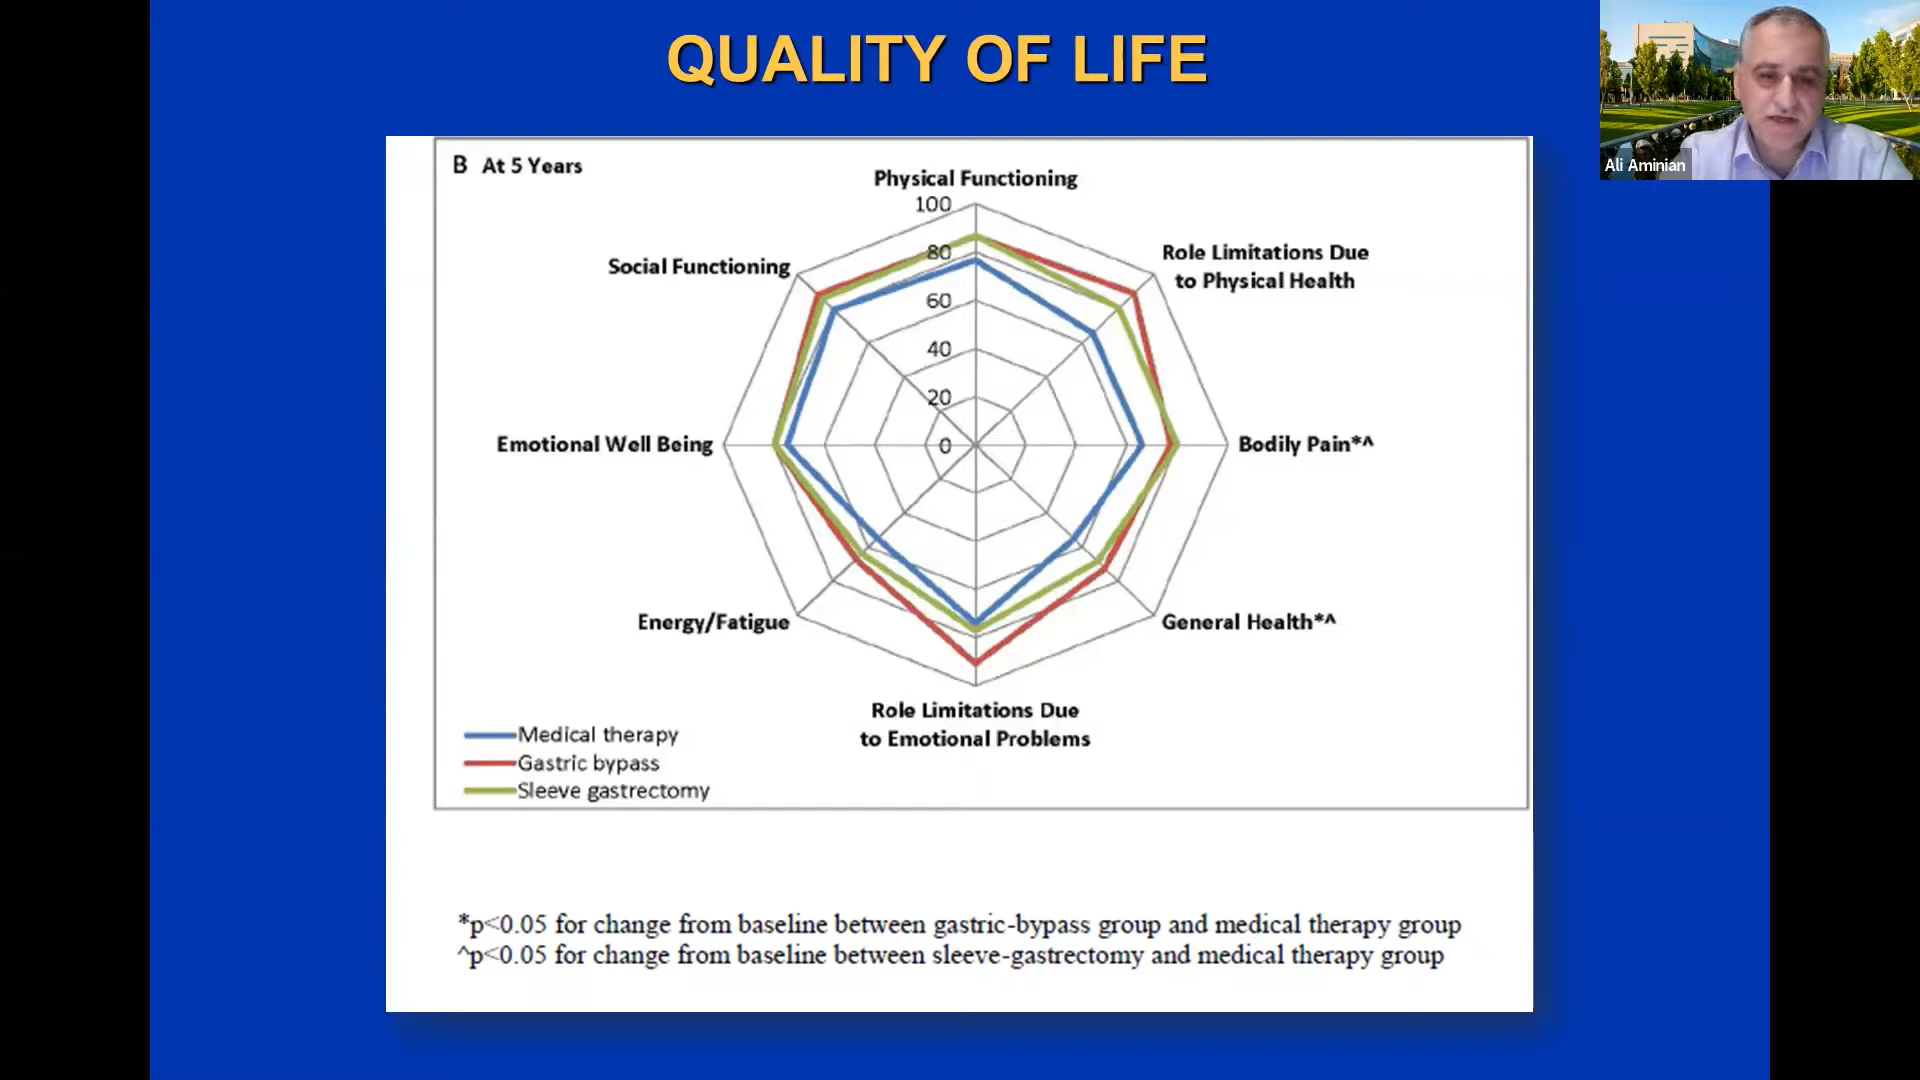 QUALITY OF LIFE
Ali Aminian
B At 5 Years
Physical Functioning
100
80
60
40
20
0
Role Limitations Due
to Physical Health
Social Functioning
Emotional Well Being
Bodily Pain*^
Energy/Fatigue
General Health*^
Role Limitations Due
to Emotional Problems
Medical therapy
Gastric bypass
Sleeve gastrectomy
*p<0.05 for change from baseline between gastric-bypass group and medical therapy group
^p<0.05 for change from baseline between sleeve-gastrectomy and medical therapy group